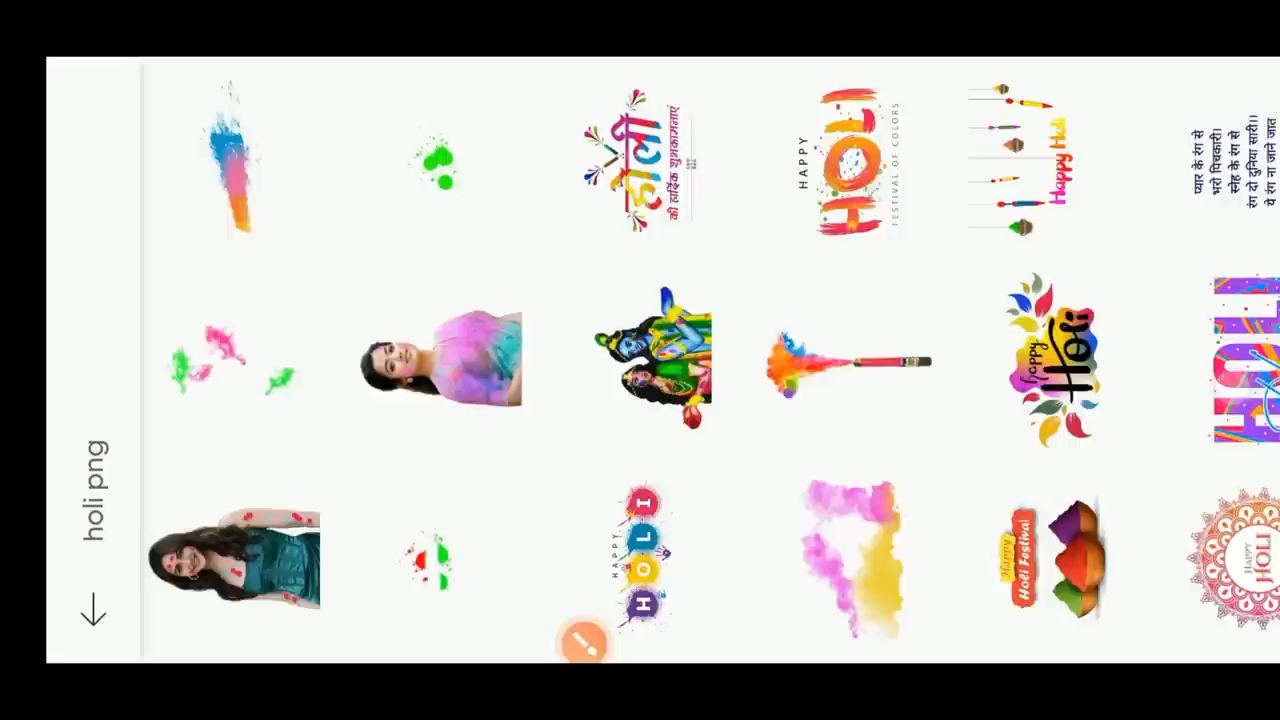 holi png
होली
की हार्दिक शुभकामनाएं
HAPPY
HOLI
FESTIVAL OF COLORS
Happy Holi
प्यार के रंग से
भरो पिचकारी।
स्नेह के रंग से
रंग दो दुनिया सारी।।
ये रंग ना जाने जात
happy
Holi
HOLI
HAPPY
HOLI
Happy
Holi Festival
HAPPY
HOLI